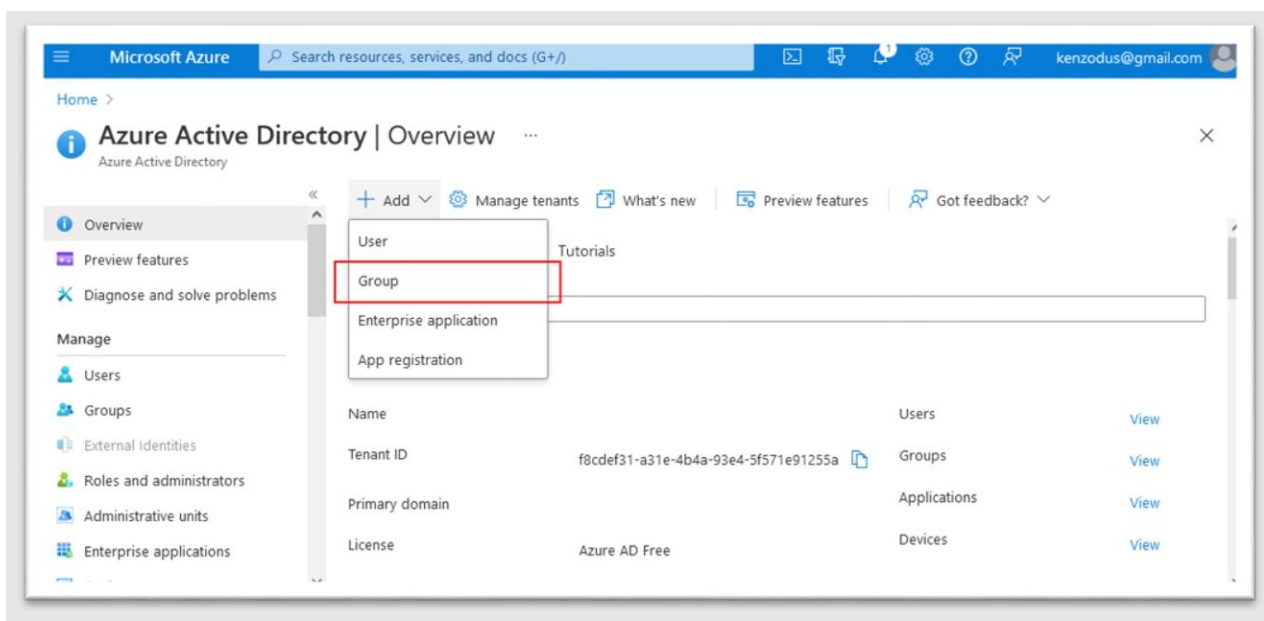 Microsoft Azure
Search resources, services, and docs (G+/)
1
kenzodus@gmail.com
Home >
Azure Active Directory | Overview ...
Azure Active Directory
«
+ Add
Manage tenants
What's new
Preview features
Got feedback?
Overview
Preview features
Diagnose and solve problems
Manage
Users
Groups
External Identities
Roles and administrators
Administrative units
Enterprise applications
User
Group
Enterprise application
App registration
Tutorials
Name
Tenant ID f8cdef31-a31e-4b4a-93e4-5f571e91255a
Primary domain
License Azure AD Free
Users View
Groups View
Applications View
Devices View